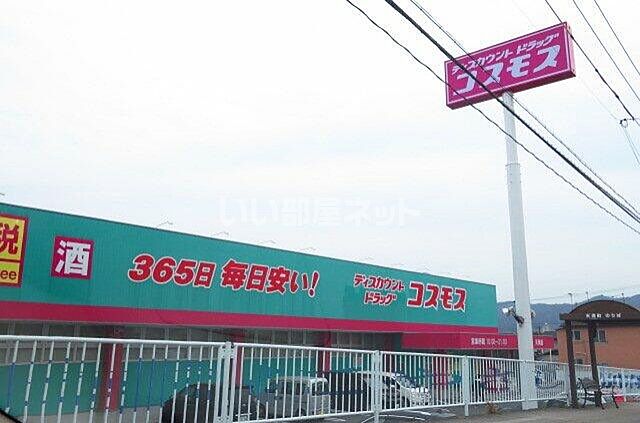 ディスカウント ドラッグ
コスモス
いい部屋ネット
税
ee
酒
365日 毎日安い!
ディスカウント
ドラッグ コスモス